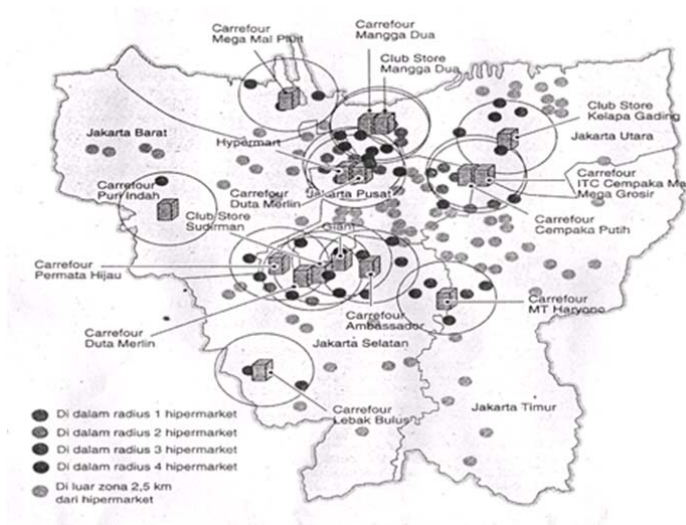 Carrefour
Mega Mal Pluit
Carrefour
Mangga Dua
Club Store
Mangga Dua
Club Store
Kelapa Gading
Jakarta Barat
Jakarta Utara
Hypermart
Carrefour
Puri Indah
Carrefour
Duta Merlin
Jakarta Pusat
Carrefour
ITC Cempaka Ma
Mega Grosir
Club Store
Sudirman
Giant
Carrefour
Cempaka Putih
Carrefour
Permata Hijau
Carrefour
MT Haryono
Carrefour
Ambassador
Carrefour
Duta Merlin
Jakarta Selatan
Carrefour
Lebak Bulus
Jakarta Timur
Di dalam radius 1 hipermarket
Di dalam radius 2 hipermarket
Di dalam radius 3 hipermarket
Di dalam radius 4 hipermarket
Di luar zona 2,5 km
dari hipermarket